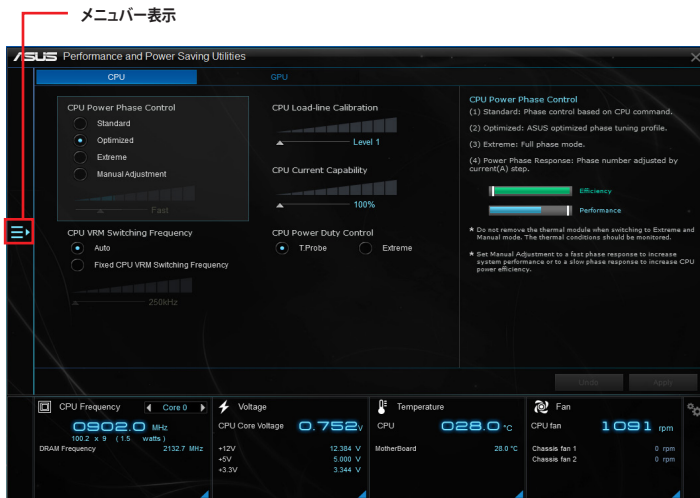 メニューバー表示
ASUS Performance and Power Saving Utilities
CPU GPU
CPU Power Phase Control
Standard
Optimized
Extreme
Manual Adjustment
Fast
CPU VRM Switching Frequency
Auto
Fixed CPU VRM Switching Frequency
250kHz
CPU Load-line Calibration
Level 1
CPU Current Capability
100%
CPU Power Duty Control
T.Probe Extreme
CPU Power Phase Control
(1) Standard: Phase control based on CPU command.
(2) Optimized: ASUS optimized phase tuning profile.
(3) Extreme: Full phase mode.
(4) Power Phase Response: Phase number adjusted by
current(A) step.
Efficiency
Performance
* Do not remove the thermal module when switching to Extreme and
Manual mode. The thermal conditions should be monitored.
* Set Manual Adjustment to a fast phase response to increase
system performance or to a slow phase response to increase CPU
power efficiency.
Undo Apply
CPU Frequency Core 0
0902.0 MHz
100.2 x 9 (1.5 watts)
DRAM Frequency 2132.7 MHz
Voltage
CPU Core Voltage 0.752v
+12V 12.384 V
+5V 5.000 V
+3.3V 3.344 V
Temperature
CPU 028.0 °C
MotherBoard 28.0 °C
Fan
CPU fan 1091 rpm
Chassis fan 1 0 rpm
Chassis fan 2 0 rpm